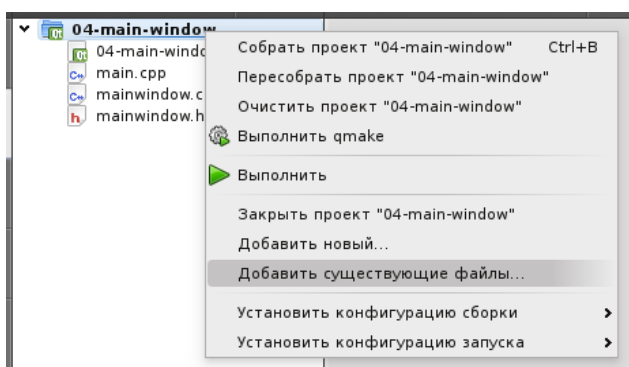 04-main-window
04-main-windo
main.cpp
mainwindow.c
mainwindow.h
Собрать проект "04-main-window" Ctrl+B
Пересобрать проект "04-main-window"
Очистить проект "04-main-window"
Выполнить qmake
Выполнить
Закрыть проект "04-main-window"
Добавить новый...
Добавить существующие файлы...
Установить конфигурацию сборки
Установить конфигурацию запуска